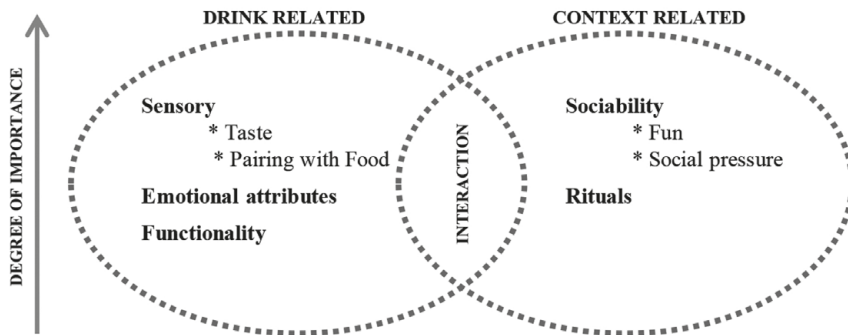 DRINK RELATED
CONTEXT RELATED
DEGREE OF IMPORTANCE
Sensory
* Taste
* Pairing with Food
Emotional attributes
Functionality
INTERACTION
Sociability
* Fun
* Social pressure
Rituals